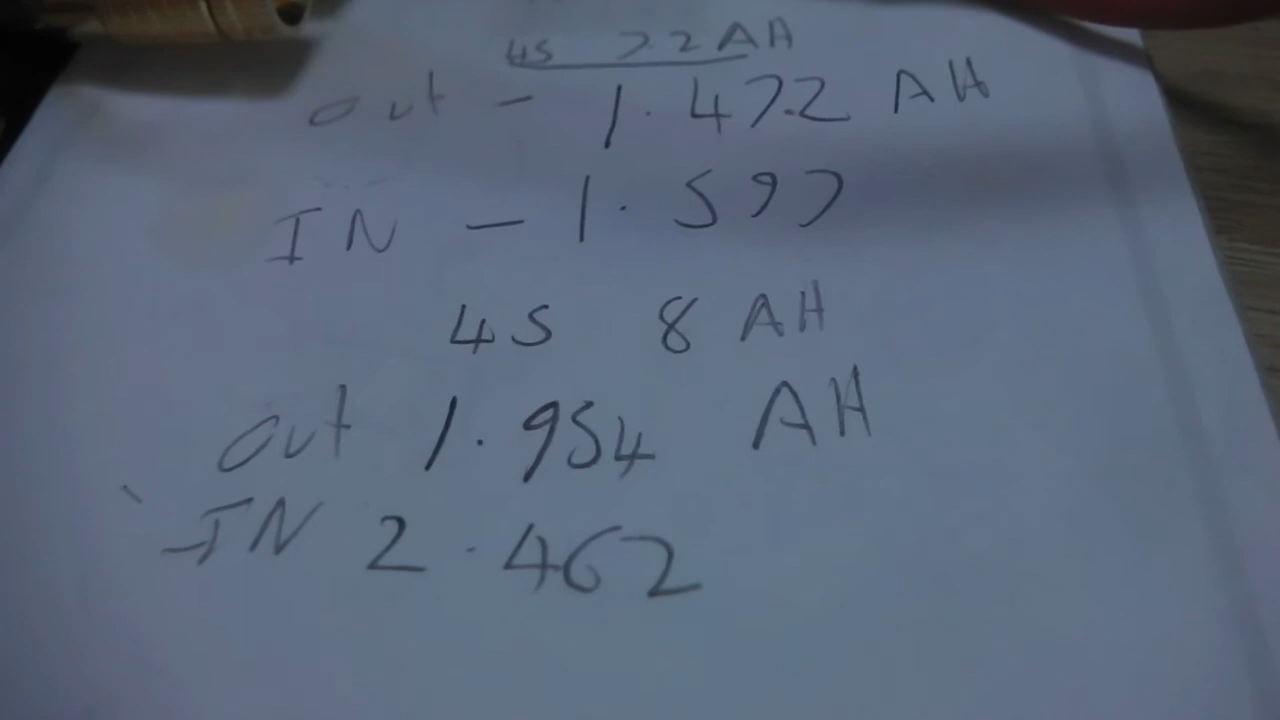 4S 22AH
out - 1.472 AH
IN - 1.597
4S 8 AH
out 1.954 AH
IN 2.462